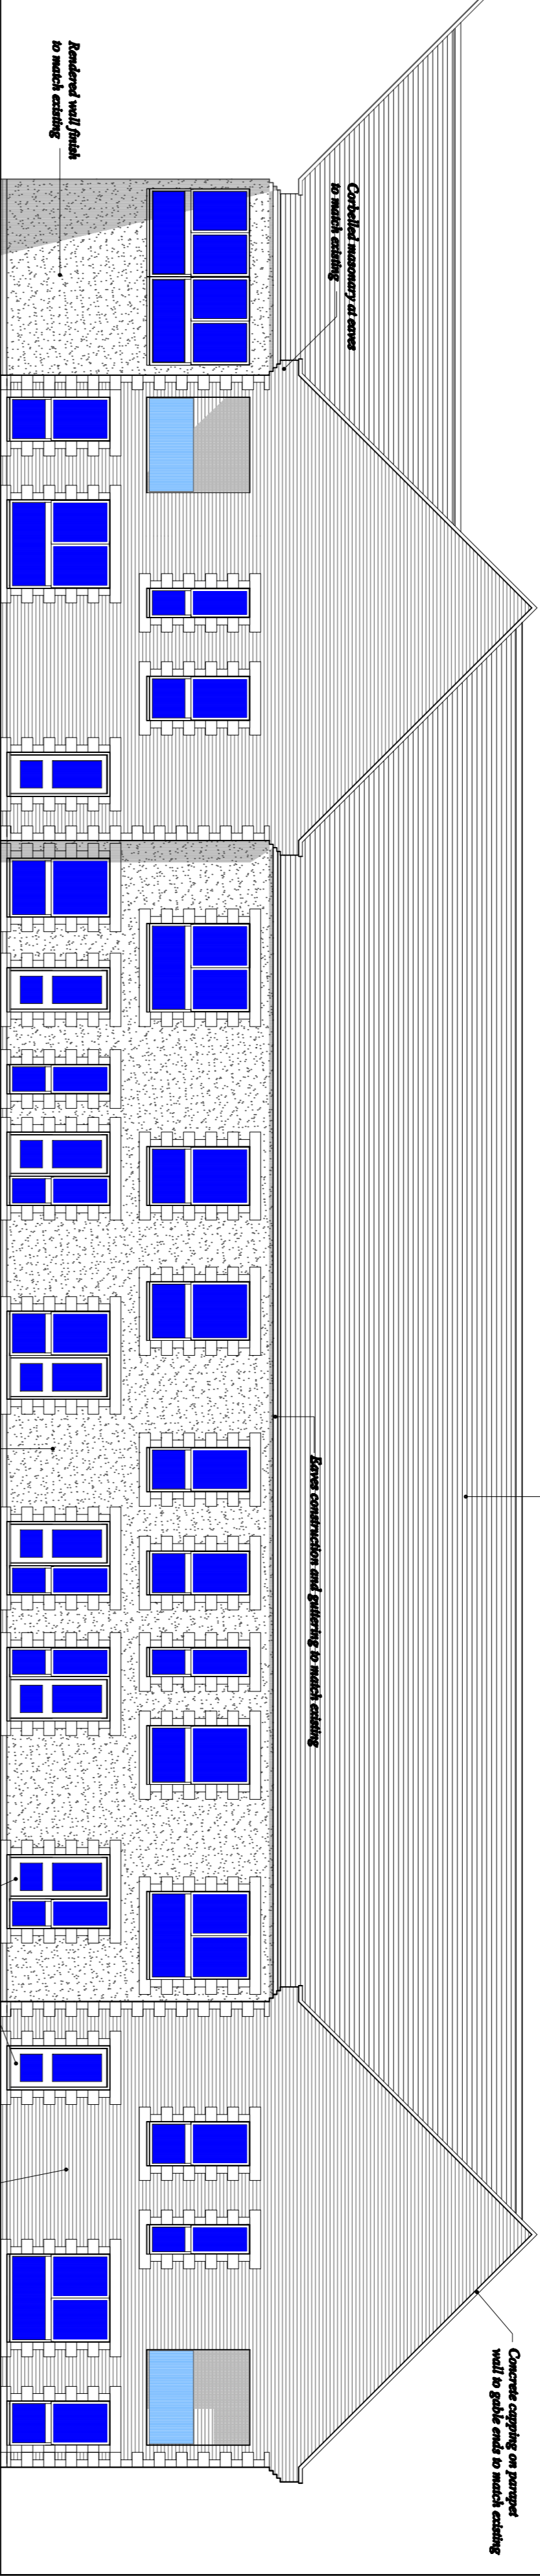 Rendered wall finish
to match existing
Corbelled masonary at eaves
to match existing
Eaves construction and guttering to match existing
Concrete capping on parapet
wall to gable ends to match existing